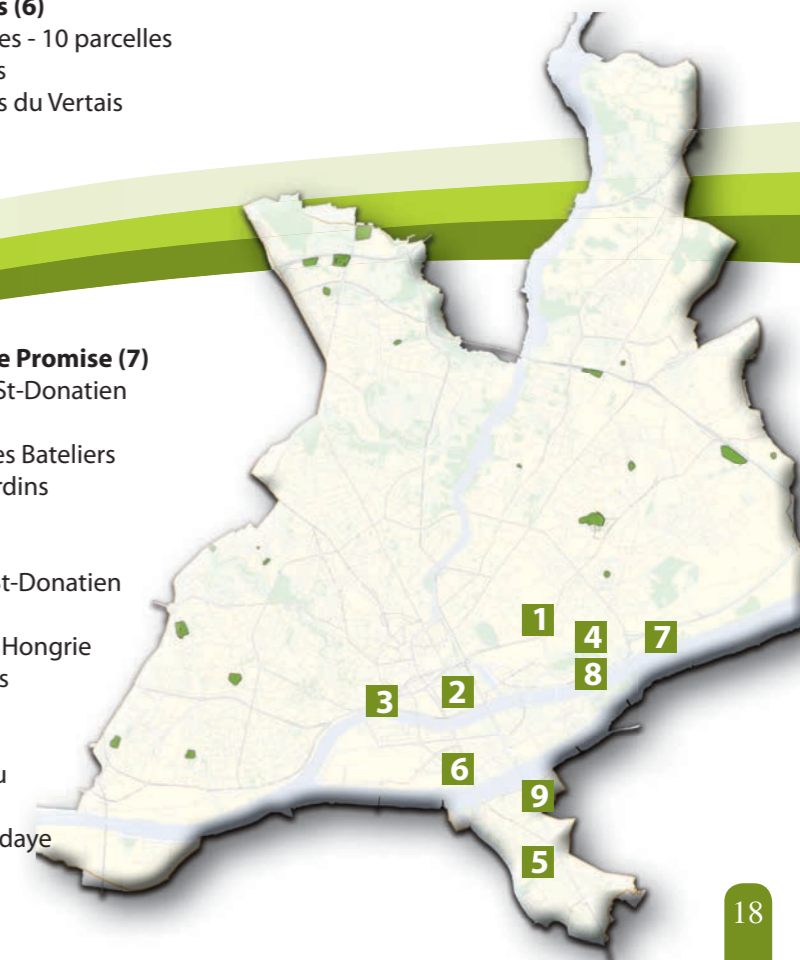 s (6)
es - 10 parcelles
s
s du Vertais
e Promise (7)
St-Donatien
es Bateliers
rdins
St-Donatien
Hongrie
s
u
daye
1
4
7
8
2
3
6
9
5
18